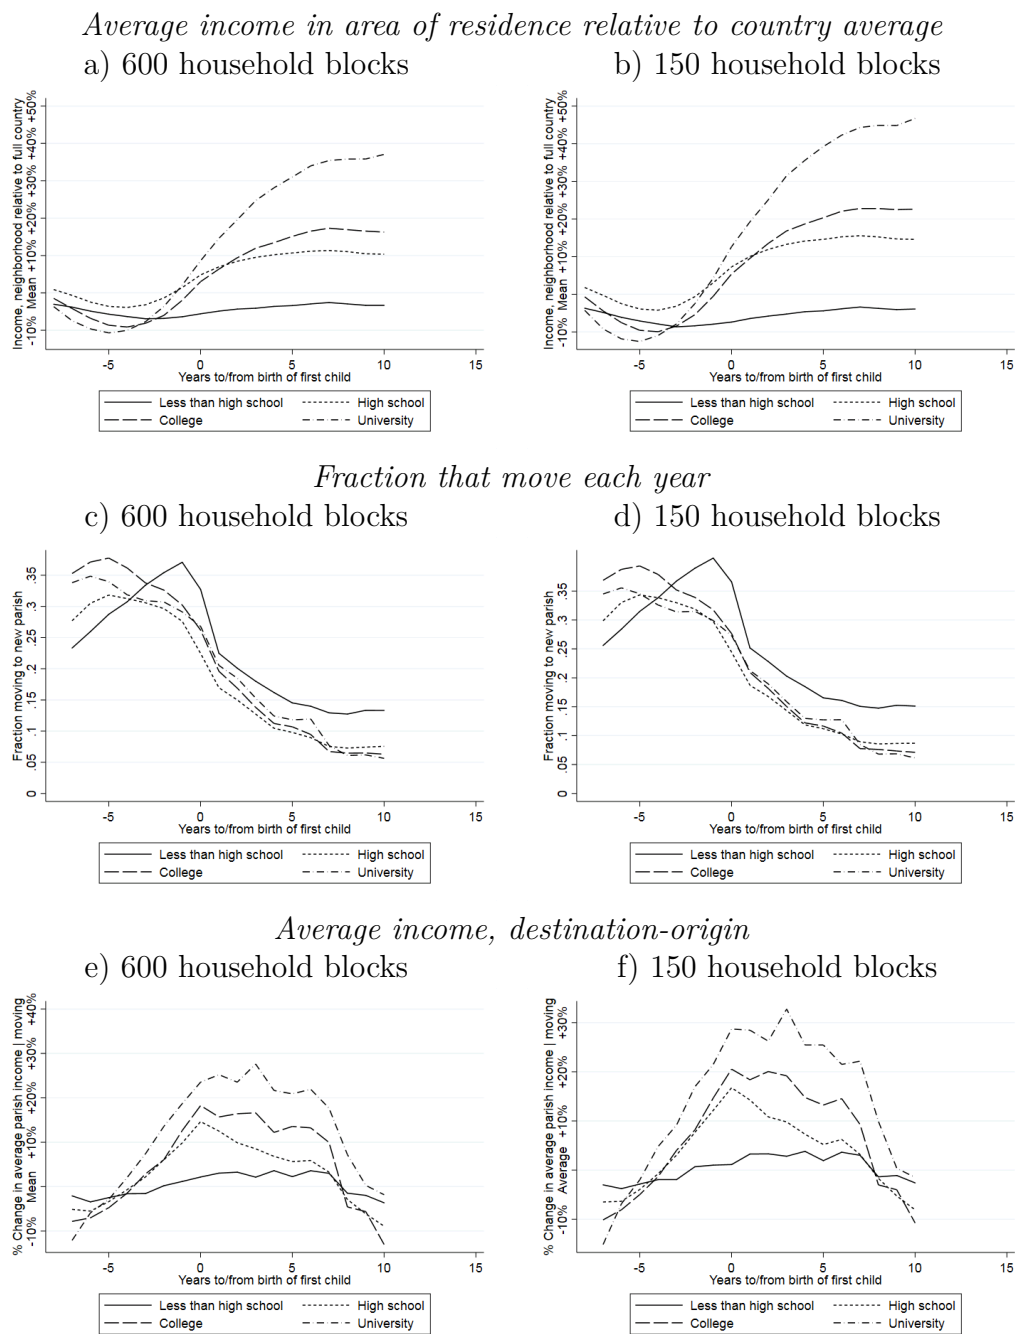 Average income in area of residence relative to country average
a) 600 household blocks
b) 150 household blocks
Income, neighborhood relative to full country
-10% Mean +10% +20% +30% +40% +50%
-5 0 5 10 15
Years to/from birth of first child
Less than high school High school
College University
Income, neighborhood relative to full country
-10% Mean +10% +20% +30% +40% +50%
-5 0 5 10 15
Years to/from birth of first child
Less than high school High school
College University
Fraction that move each year
c) 600 household blocks
d) 150 household blocks
Fraction moving to new parish
0 .05 .1 .15 .2 .25 .3 .35
-5 0 5 10 15
Years to/from birth of first child
Less than high school High school
College University
Fraction moving to new parish
0 .05 .1 .15 .2 .25 .3 .35
-5 0 5 10 15
Years to/from birth of first child
Less than high school High school
College University
Average income, destination-origin
e) 600 household blocks
f) 150 household blocks
% Change in average parish income | moving
-10% Mean +10% +20% +30% +40%
-5 0 5 10 15
Years to/from birth of first child
Less than high school High school
College University
% Change in average parish income | moving
-10% Average +10% +20% +30%
-5 0 5 10 15
Years to/from birth of first child
Less than high school High school
College University